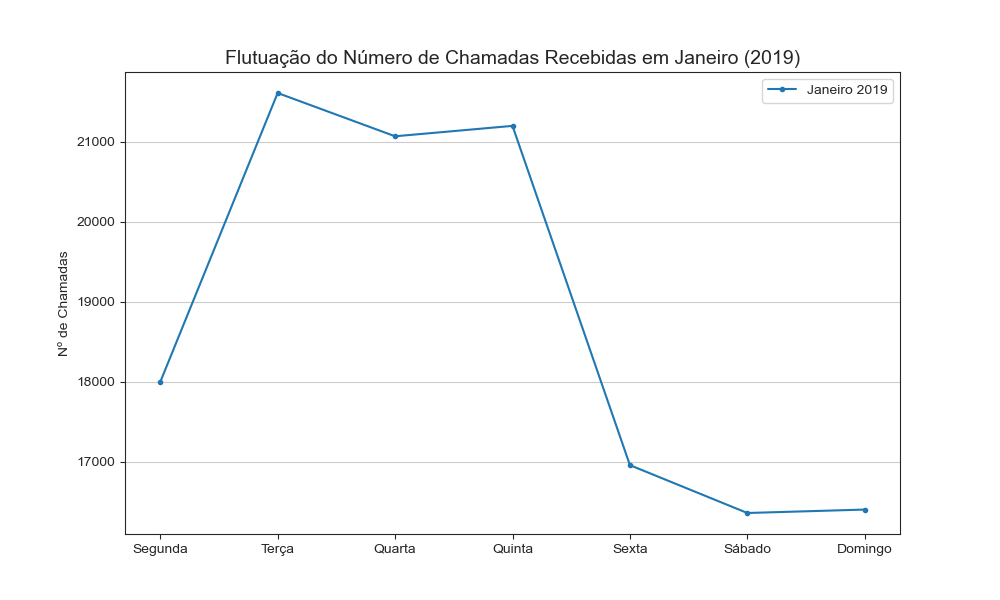 Flutuação do Número de Chamadas Recebidas em Janeiro (2019)
Janeiro 2019
Nº de Chamadas
21000
20000
19000
18000
17000
Segunda Terça Quarta Quinta Sexta Sábado Domingo